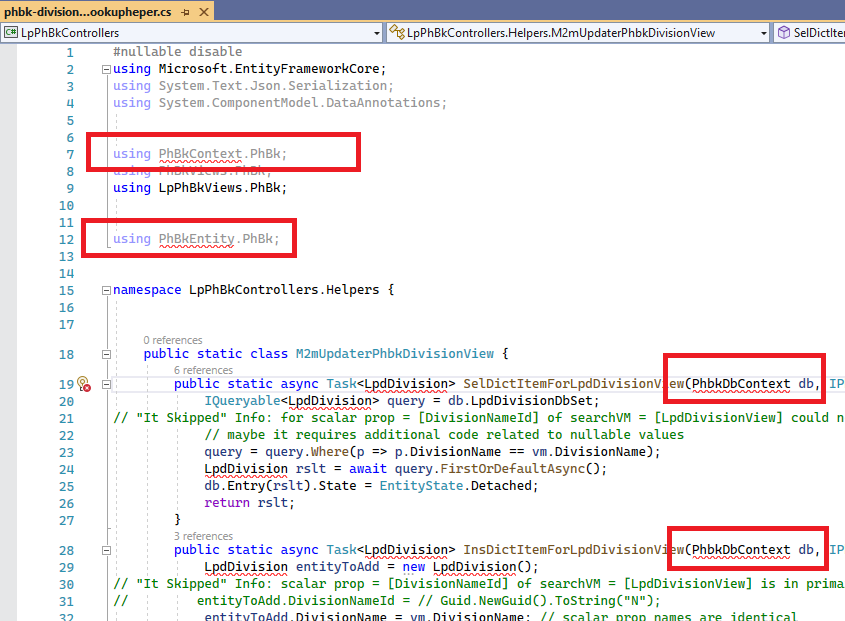 phbk-division...ookupheper.cs
LpPhBkControllers
LpPhBkControllers.Helpers.M2mUpdaterPhbkDivisionView
SelDictIter
1 #nullable disable
2 using Microsoft.EntityFrameworkCore;
3 using System.Text.Json.Serialization;
4 using System.ComponentModel.DataAnnotations;
5
6
7 using PhBkContext.PhBk;
8 using PhBkViews.PhBk;
9 using LpPhBkViews.PhBk;
10
11
12 using PhBkEntity.PhBk;
13
14
15 namespace LpPhBkControllers.Helpers {
16
17
0 references
18 public static class M2mUpdaterPhbkDivisionView {
6 references
19 public static async Task<LpdDivision> SelDictItemForLpdDivisionView(PhbkDbContext db, IP
20 IQueryable<LpdDivision> query = db.LpdDivisionDbSet;
21 // "It Skipped" Info: for scalar prop = [DivisionNameId] of searchVM = [LpdDivisionView] could n
22 // maybe it requires additional code related to nullable values
23 query = query.Where(p => p.DivisionName == vm.DivisionName);
24 LpdDivision rslt = await query.FirstOrDefaultAsync();
25 db.Entry(rslt).State = EntityState.Detached;
26 return rslt;
27 }
3 references
28 public static async Task<LpdDivision> InsDictItemForLpdDivisionView(PhbkDbContext db, IP
29 LpdDivision entityToAdd = new LpdDivision();
30 // "It Skipped" Info: scalar prop = [DivisionNameId] of searchVM = [LpdDivisionView] is in prima
31 // entityToAdd.DivisionNameId = // Guid.NewGuid().ToString("N");
32 entityToAdd.DivisionName = vm.DivisionName; // scalar prop names are identical